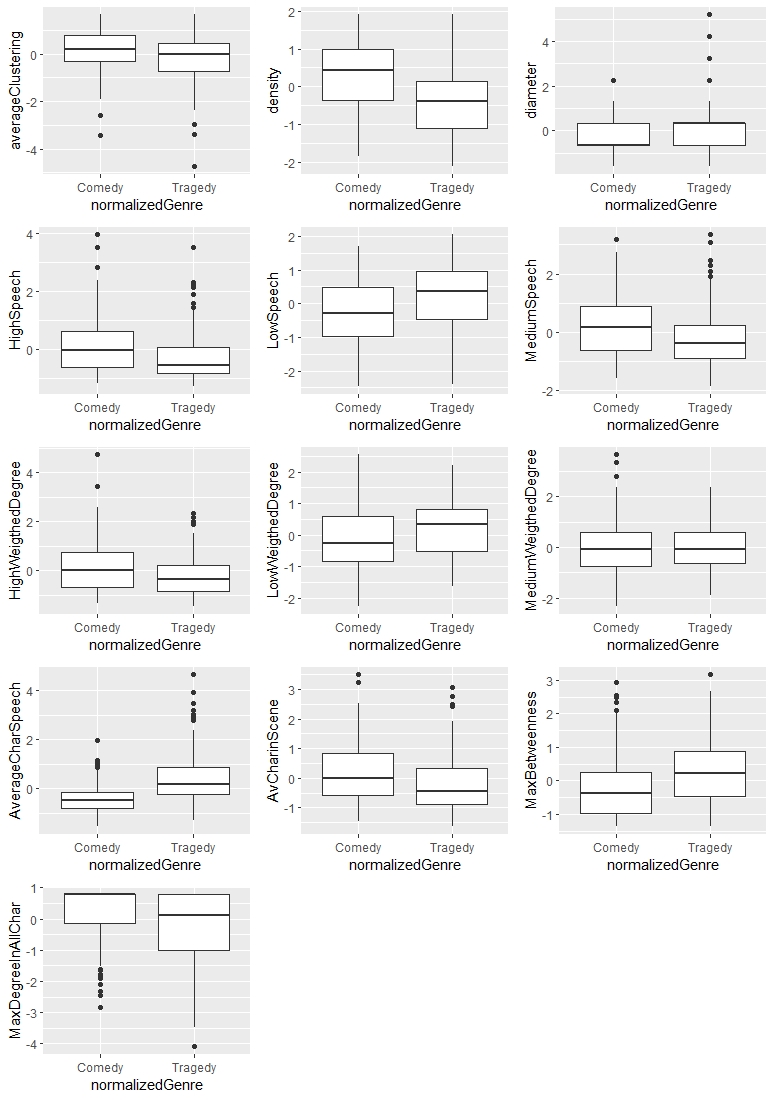 averageClustering
0
-2
-4
Comedy Tragedy
normalizedGenre
density
2
1
0
-1
-2
Comedy Tragedy
normalizedGenre
diameter
4
2
0
Comedy Tragedy
normalizedGenre
HighSpeech
4
2
0
Comedy Tragedy
normalizedGenre
LowSpeech
2
1
0
-1
-2
Comedy Tragedy
normalizedGenre
MediumSpeech
2
0
-2
Comedy Tragedy
normalizedGenre
HighWeigthedDegree
4
2
0
Comedy Tragedy
normalizedGenre
LowWeigthedDegree
2
1
0
-1
-2
Comedy Tragedy
normalizedGenre
MediumWeigthedDegree
2
0
-2
Comedy Tragedy
normalizedGenre
AverageCharSpeech
4
2
0
Comedy Tragedy
normalizedGenre
AvCharinScene
3
2
1
0
-1
Comedy Tragedy
normalizedGenre
MaxBetweenness
3
2
1
0
-1
Comedy Tragedy
normalizedGenre
MaxDegreeInAllChar
1
0
-1
-2
-3
-4
Comedy Tragedy
normalizedGenre